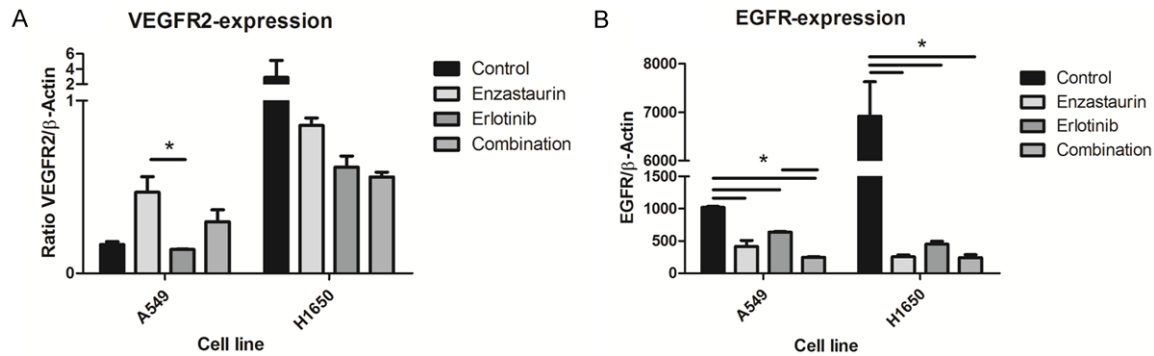 A
VEGFR2-expression
Ratio VEGFR2/β-Actin
6
4
2
1
0
*
A549
H1650
Cell line
Control
Enzastaurin
Erlotinib
Combination
B
EGFR-expression
EGFR/β-Actin
8000
7000
6000
1500
1000
500
0
*
*
A549
H1650
Cell line
Control
Enzastaurin
Erlotinib
Combination